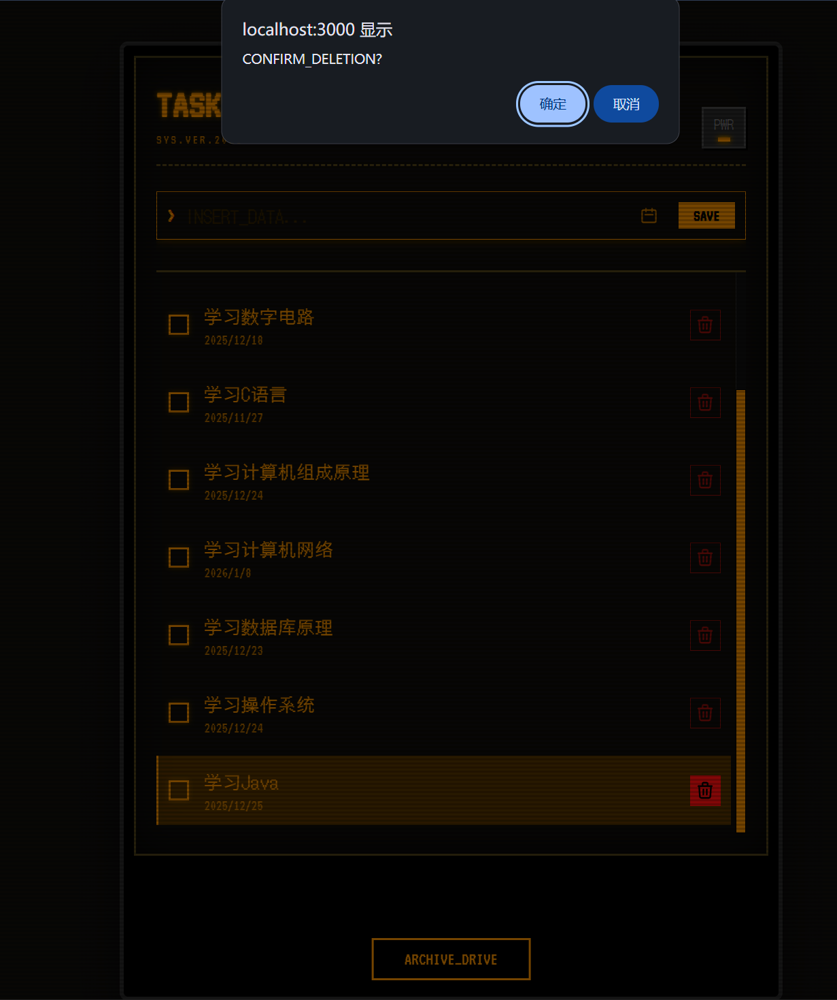 localhost:3000 显示
CONFIRM_DELETION?
确定
取消
TASK
SYS.VER.20
PWR
❯ INSERT_DATA...
SAVE
学习数字电路
2025/12/18
学习C语言
2025/11/27
学习计算机组成原理
2025/12/24
学习计算机网络
2026/1/8
学习数据库原理
2025/12/23
学习操作系统
2025/12/24
学习Java
2025/12/25
ARCHIVE_DRIVE